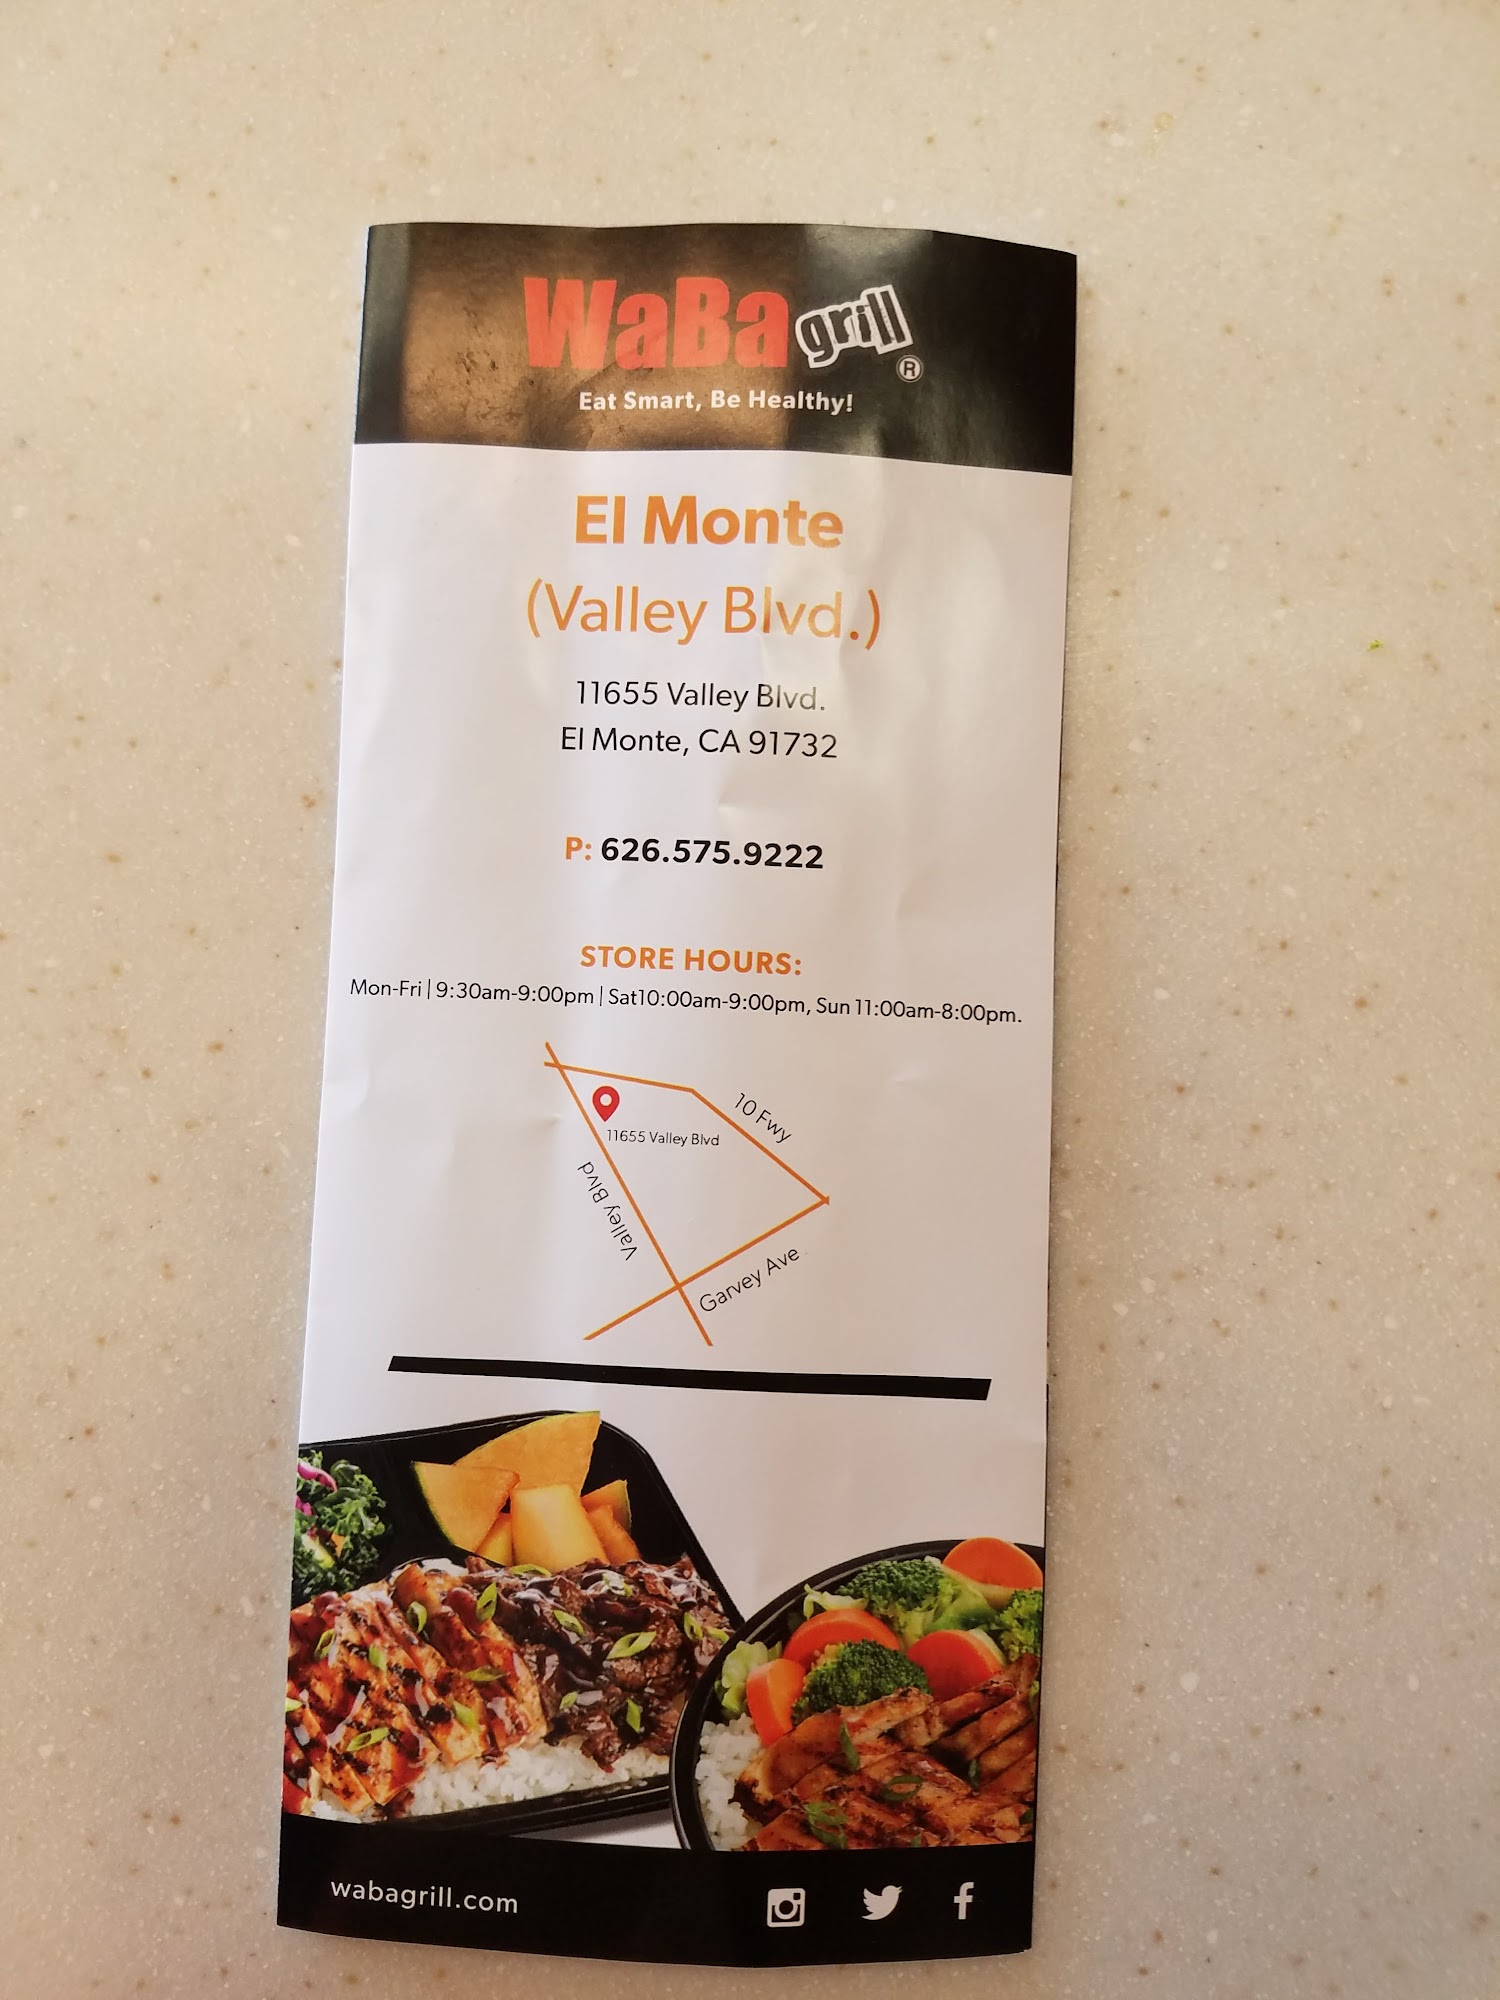 WaBa grill ®
Eat Smart, Be Healthy!
El Monte
(Valley Blvd.)
11655 Valley Blvd.
El Monte, CA 91732
P: 626.575.9222
STORE HOURS:
Mon-Fri | 9:30am-9:00pm | Sat10:00am-9:00pm, Sun 11:00am-8:00pm.
10 Fwy
11655 Valley Blvd
Valley Blvd
Garvey Ave
wabagrill.com